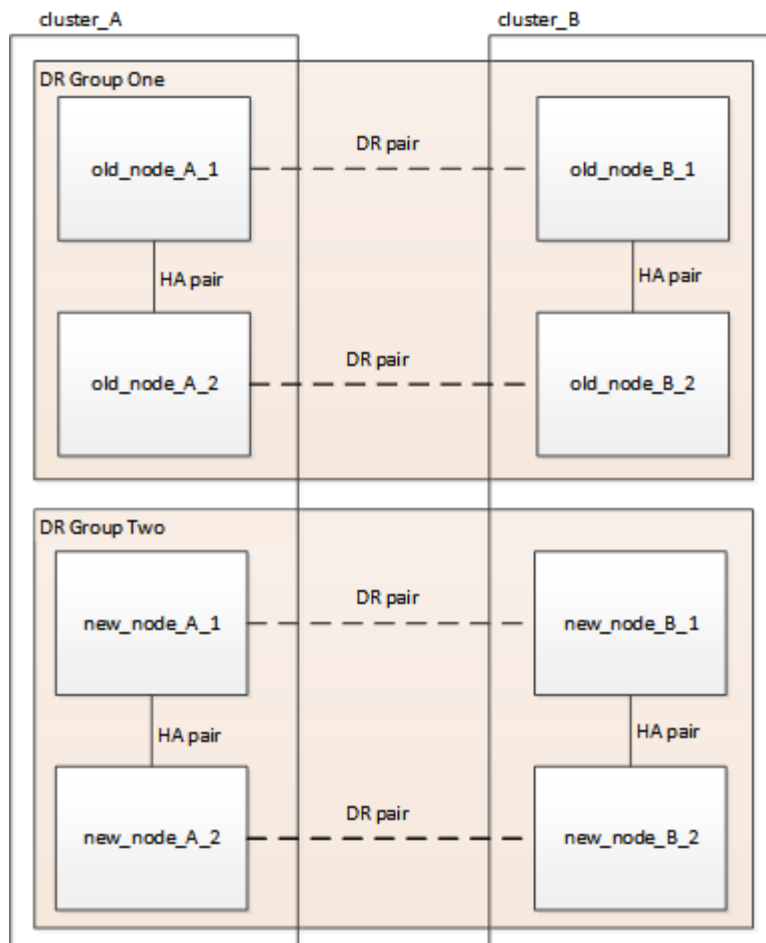 cluster_A
cluster_B
DR Group One
old_node_A_1
DR pair
old_node_B_1
HA pair
HA pair
old_node_A_2
DR pair
old_node_B_2
DR Group Two
new_node_A_1
DR pair
new_node_B_1
HA pair
HA pair
new_node_A_2
DR pair
new_node_B_2